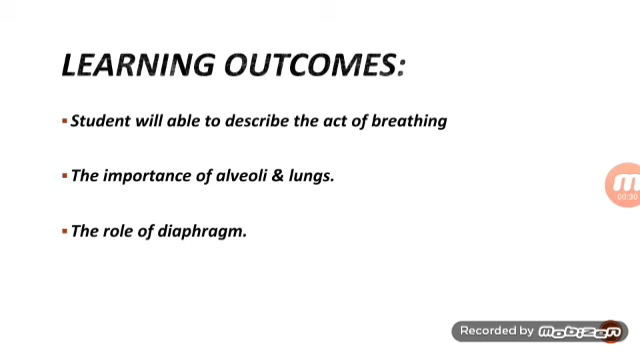 LEARNING OUTCOMES:
▪Student will able to describe the act of breathing
▪The importance of alveoli & lungs.
▪The role of diaphragm.
00:30
Recorded by mobizen